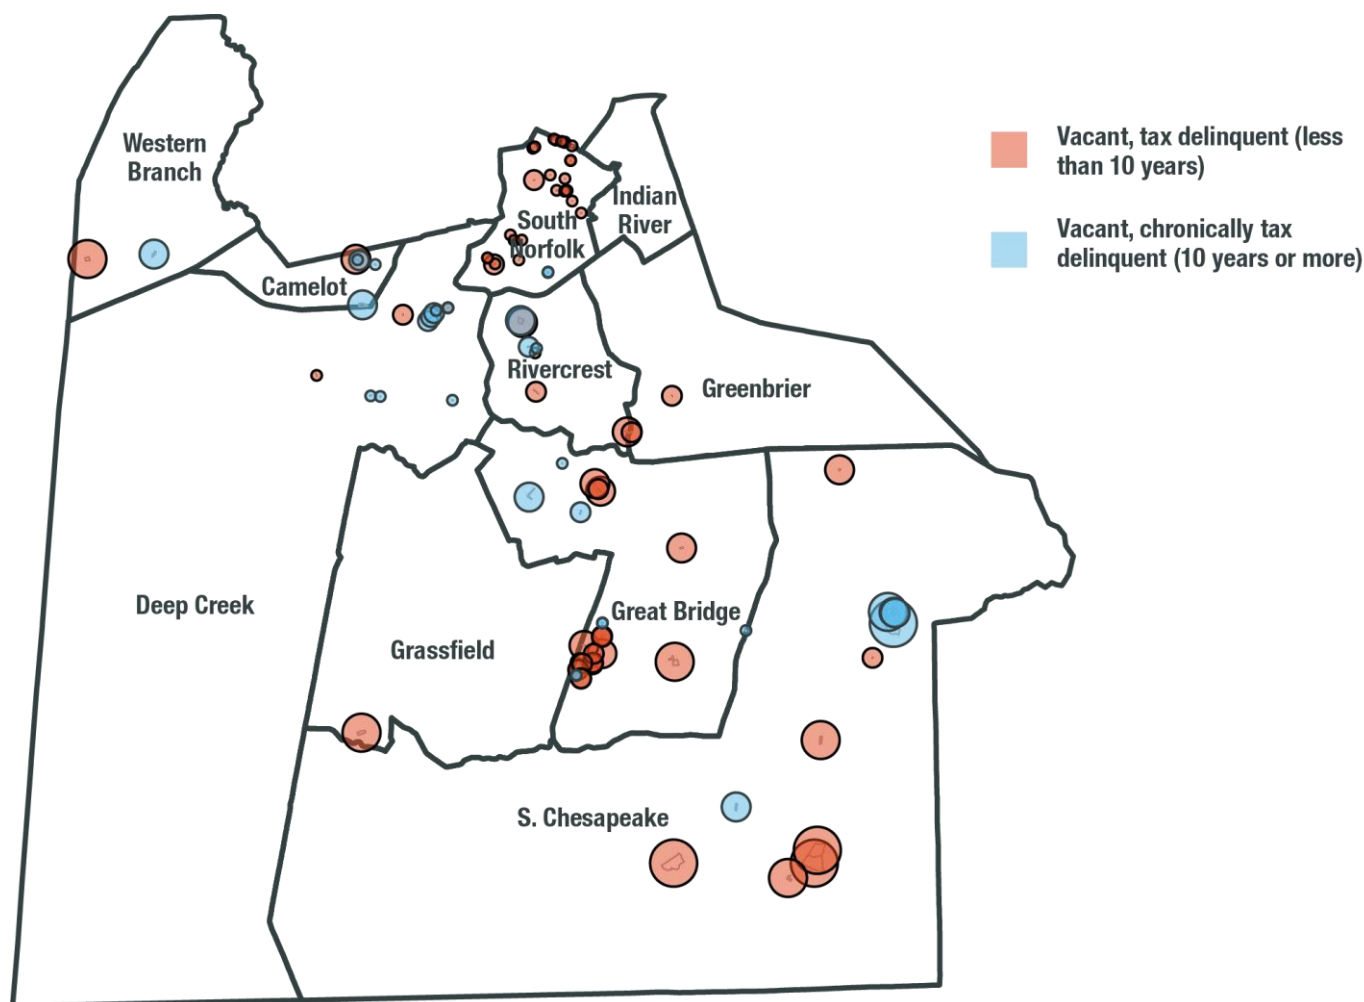 Western
Branch
Vacant, tax delinquent (less
than 10 years)
Indian
River
South
Norfolk
Vacant, chronically tax
delinquent (10 years or more)
Camelot
Rivercrest
Greenbrier
Deep Creek
Great Bridge
Grassfield
S. Chesapeake